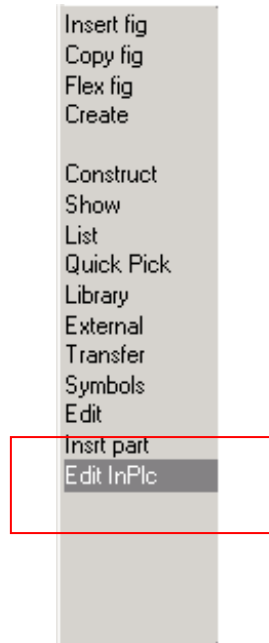 Insert fig
Copy fig
Flex fig
Create
Construct
Show
List
Quick Pick
Library
External
Transfer
Symbols
Edit
Insrt part
Edit InPlc